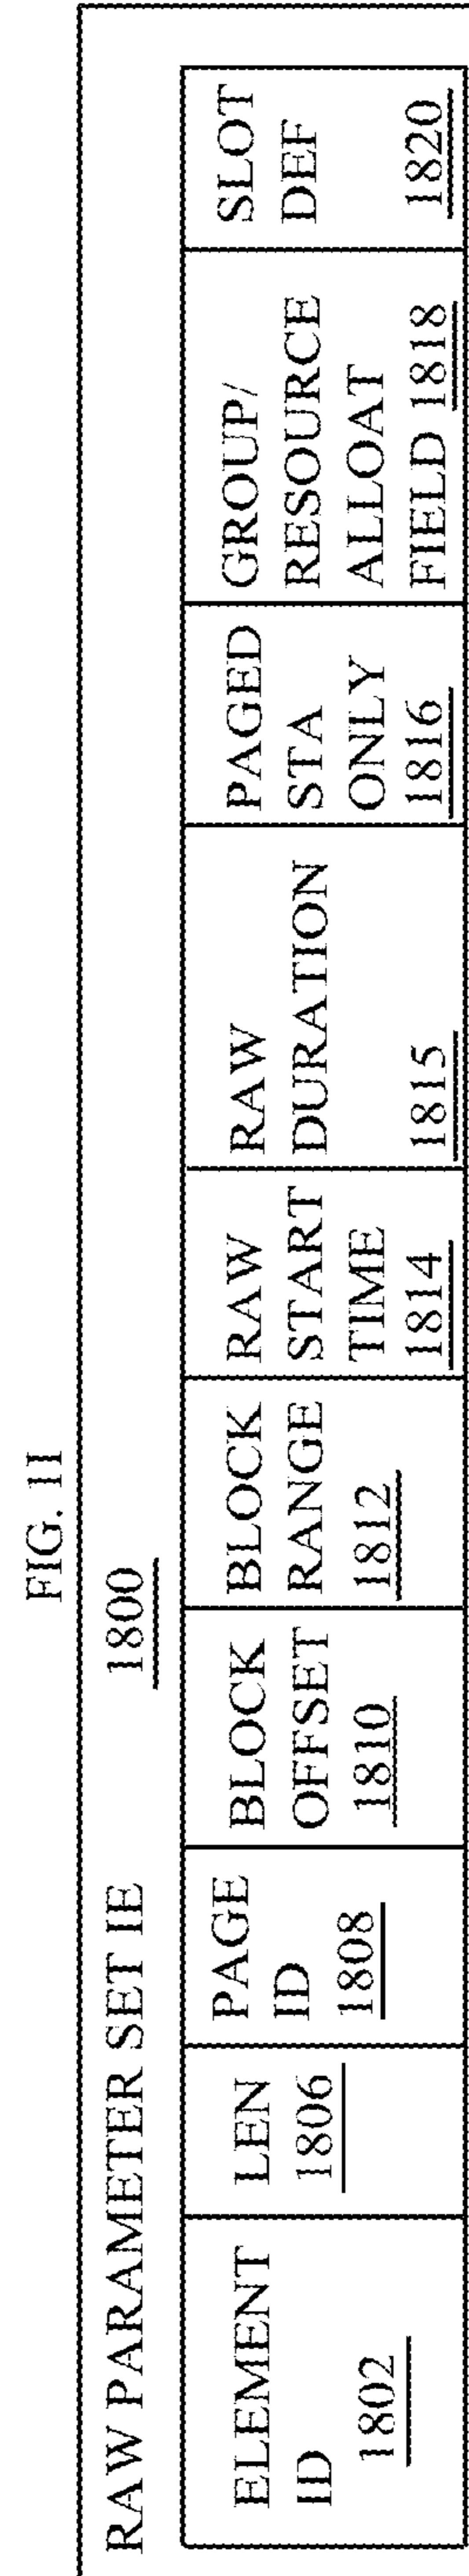 FIG. 11
RAW PARAMETER SET IE 1800
ELEMENT
ID
1802
LEN
1806
PAGE
ID
1808
BLOCK
OFFSET
1810
BLOCK
RANGE
1812
RAW
START
TIME
1814
RAW
DURATION
1815
PAGED
STA
ONLY
1816
GROUP/
RESOURCE
ALLOAT
FIELD 1818
SLOT
DEF
1820